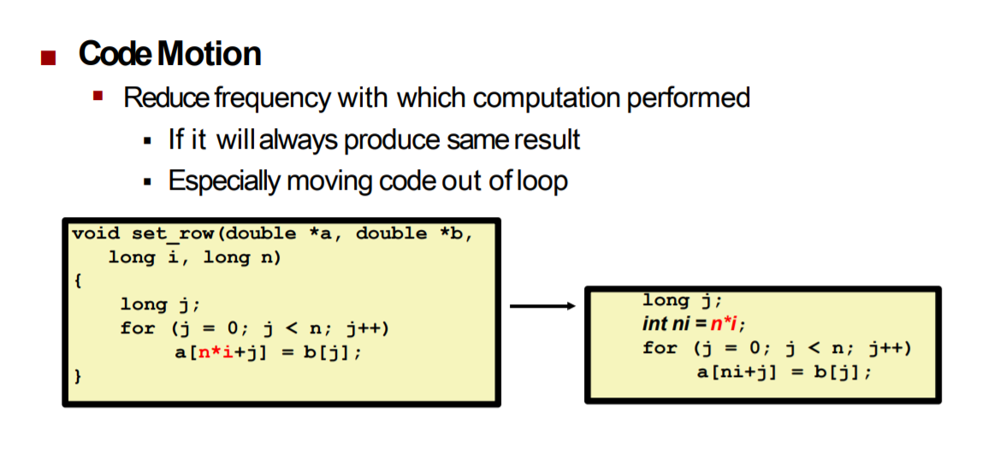 Code Motion
Reduce frequency with which computation performed
If it will always produce same result
Especially moving code out of loop
void set_row(double *a, double *b,
long i, long n)
{
long j;
for (j = 0; j < n; j++)
a[n*i+j] = b[j];
}
long j;
int ni = n*i;
for (j = 0; j < n; j++)
a[ni+j] = b[j];